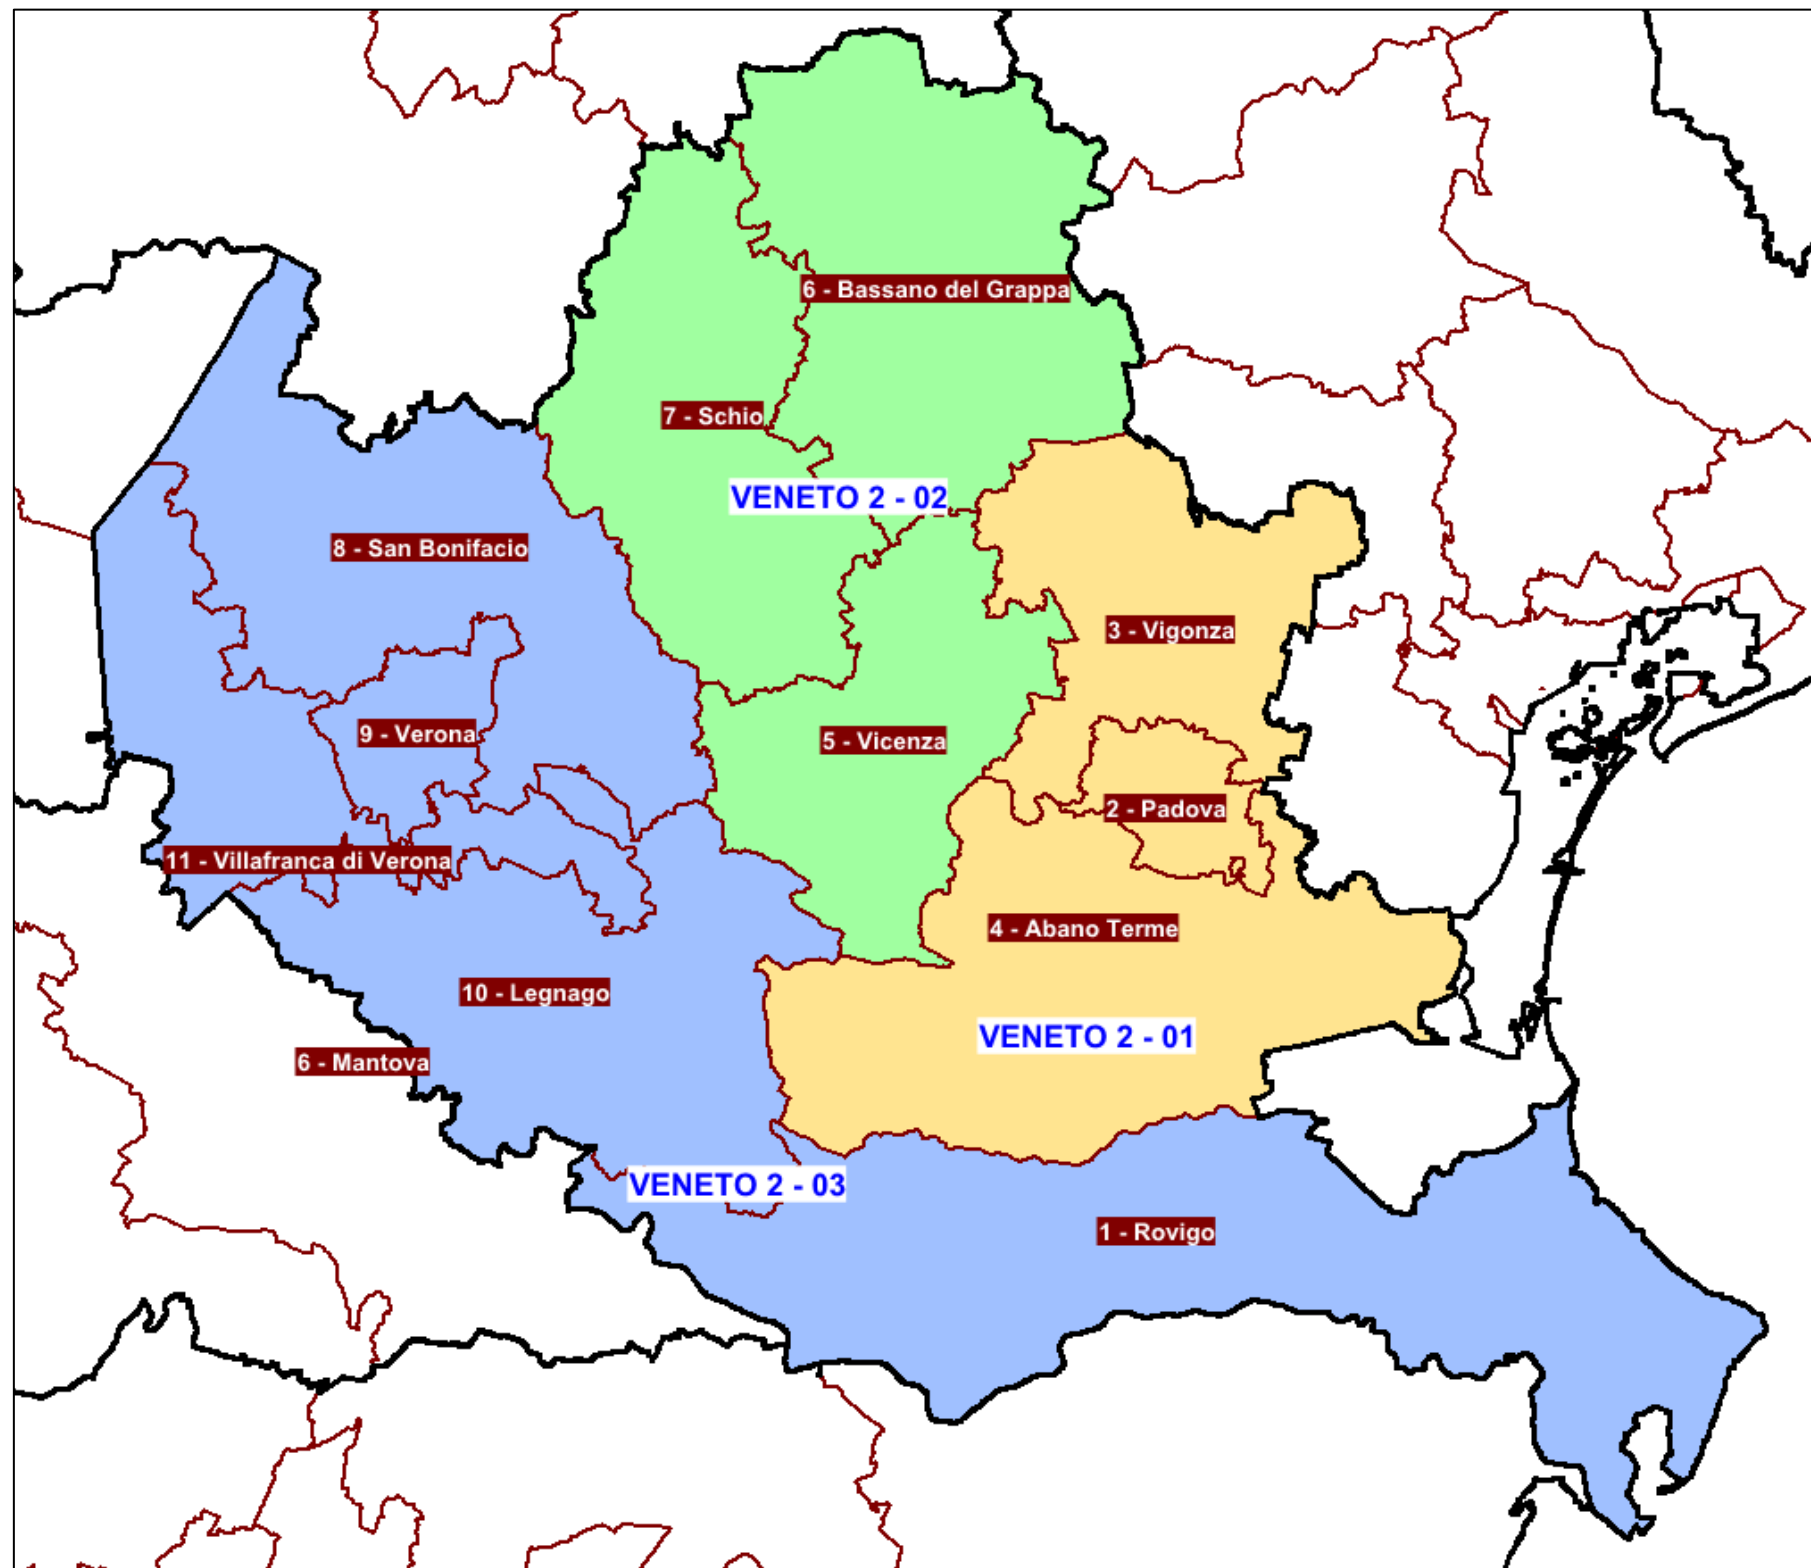 6 - Bassano del Grappa
7 - Schio
VENETO 2 - 02
8 - San Bonifacio
3 - Vigonza
9 - Verona
5 - Vicenza
2 - Padova
11 - Villafranca di Verona
4 - Abano Terme
10 - Legnago
VENETO 2 - 01
6 - Mantova
VENETO 2 - 03
1 - Rovigo